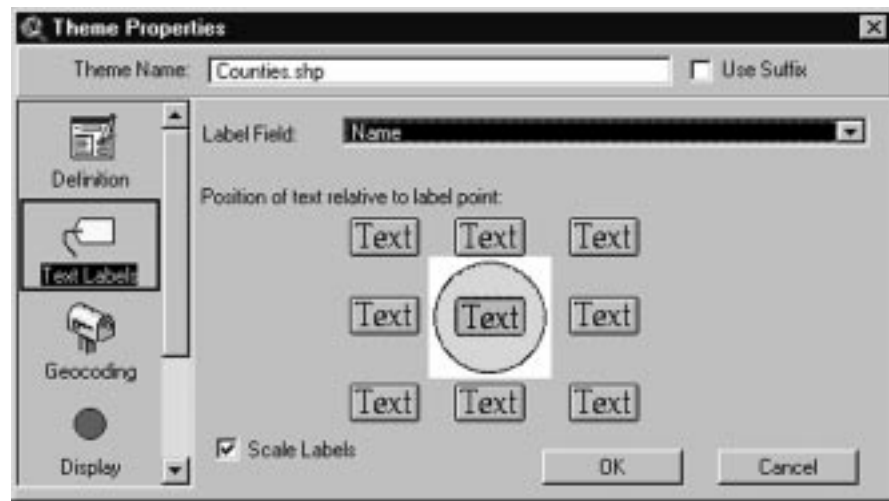 Theme Properties
Theme Name: Counties.shp Use Suffix
Definition
Text Labels
Geocoding
Display
Label Field: Name
Position of text relative to label point:
Text Text Text
Text Text Text
Text Text Text
Scale Labels
OK Cancel